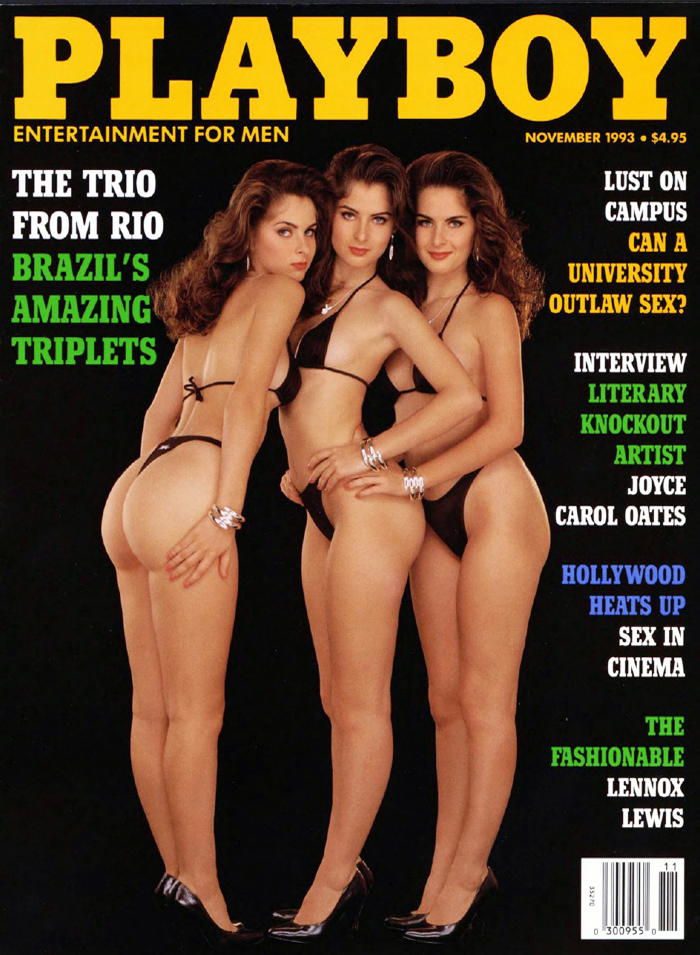 PLAYBOY
ENTERTAINMENT FOR MEN
NOVEMBER 1993 • $4.95
THE TRIO
FROM RIO
BRAZIL'S
AMAZING
TRIPLETS
LUST ON
CAMPUS
CAN A
UNIVERSITY
OUTLAW SEX?
INTERVIEW
LITERARY
KNOCKOUT
ARTIST
JOYCE
CAROL OATES
HOLLYWOOD
HEATS UP
SEX IN
CINEMA
THE
FASHIONABLE
LENNOX
LEWIS
11
35270
0 300955 0